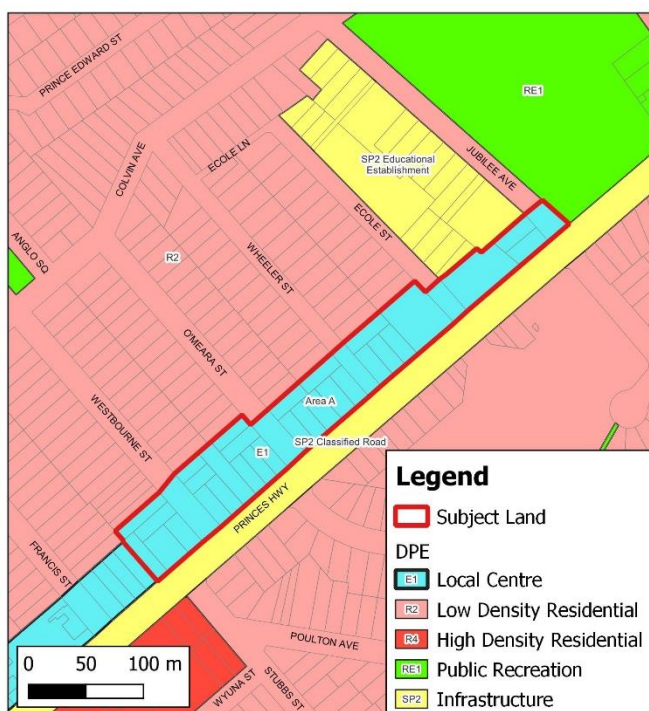 PRINCE EDWARD ST
RE1
COLVIN AVE
ECOLE LN
SP2 Educational
Establishment
JUBILEE AVE
ECOLE ST
ANGLO SQ
R2
WHEELER ST
O'MEARA ST
Area A
WESTBOURNE ST
E1
SP2 Classified Road
PRINCES HWY
FRANCIS ST
POULTON AVE
WYUNA ST
STUBBS ST
0 50 100 m
Legend
Subject Land
DPE
E1 Local Centre
R2 Low Density Residential
R4 High Density Residential
RE1 Public Recreation
SP2 Infrastructure